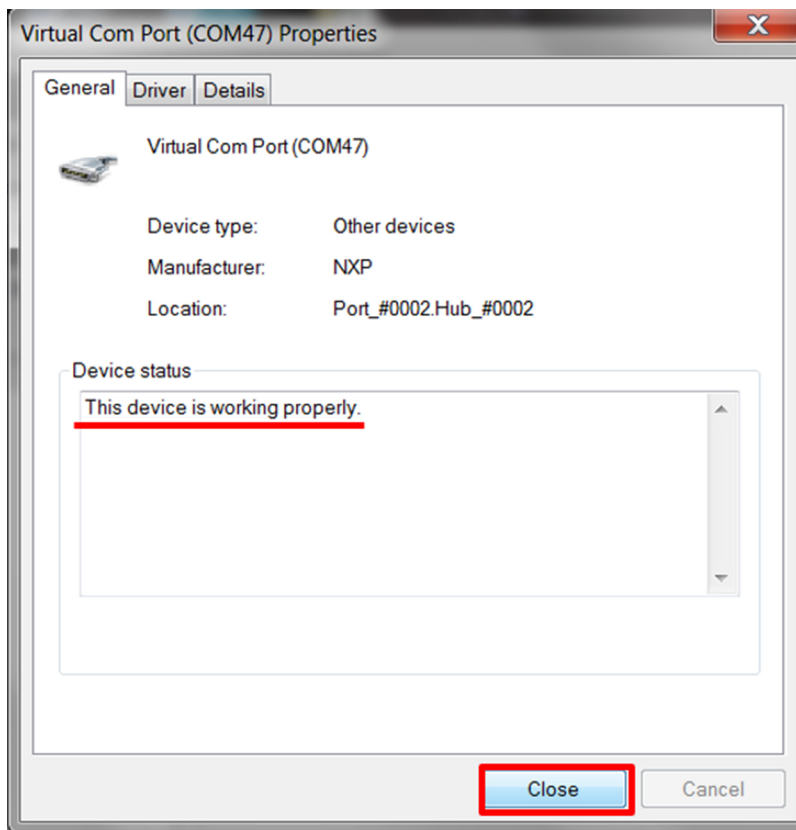 Virtual Com Port (COM47) Properties
General Driver Details
Virtual Com Port (COM47)
Device type: Other devices
Manufacturer: NXP
Location: Port_#0002.Hub_#0002
Device status
This device is working properly.
Close Cancel